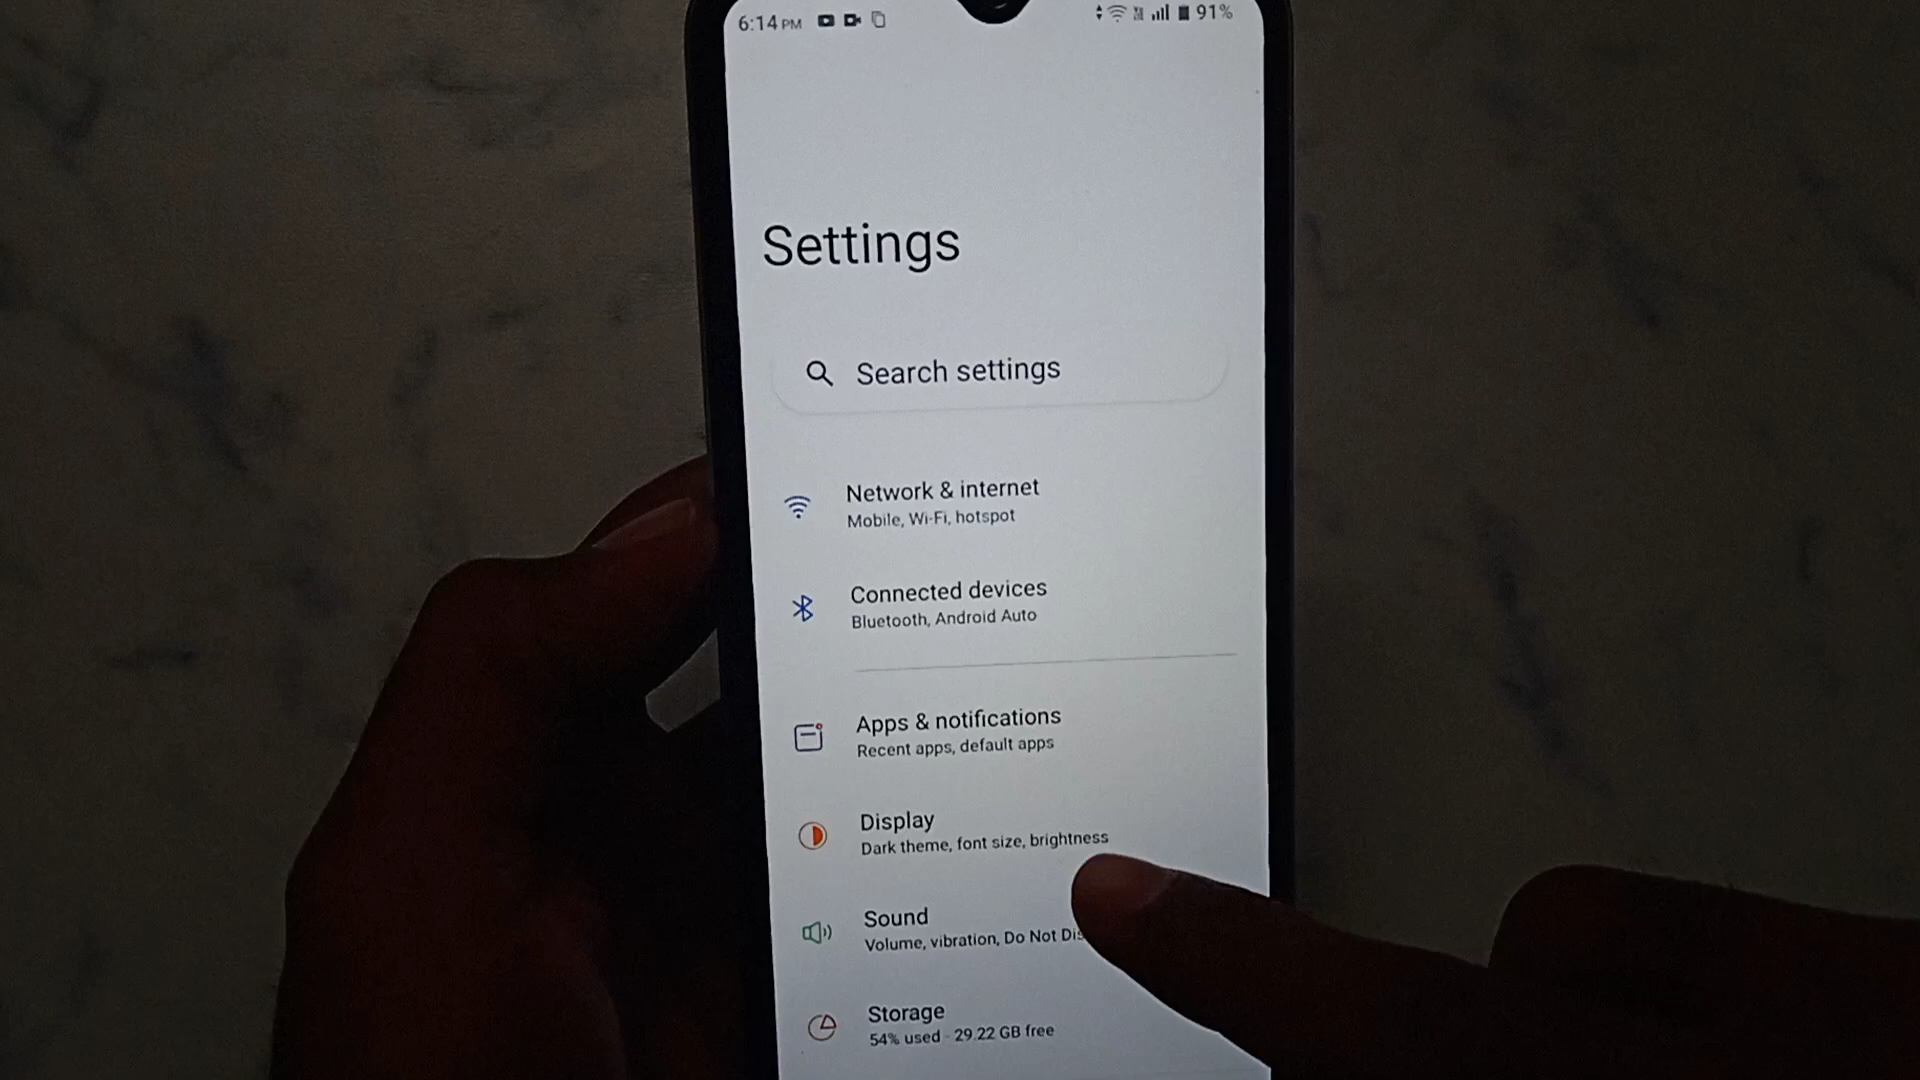 6:14 PM 91%
Settings
Search settings
Network & internet
Mobile, Wi-Fi, hotspot
Connected devices
Bluetooth, Android Auto
Apps & notifications
Recent apps, default apps
Display
Dark theme, font size, brightness
Sound
Volume, vibration, Do Not
Storage
54% used - 29.22 GB free